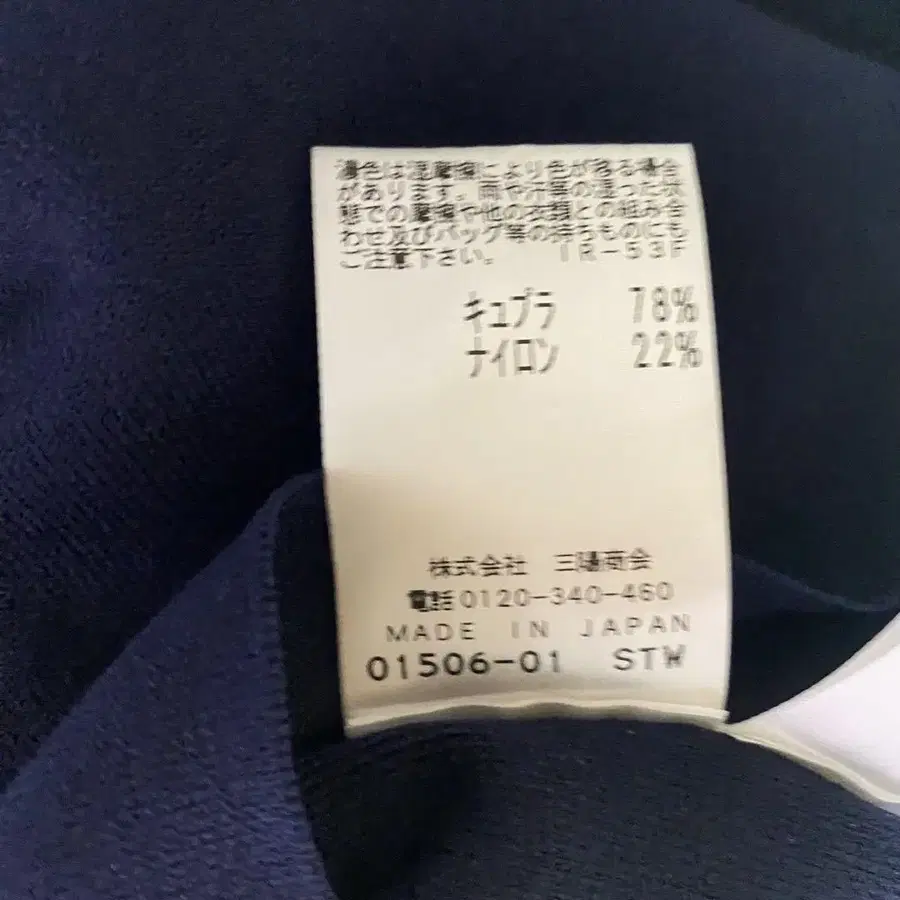 濃色は湿摩擦により色が移る場合
があります。雨や汗等の湿った状
態での摩擦や他の衣類との組み合
わせ及びバッグ等の持ちものにも
ご注意下さい。 IR-53F
キュプラ 78%
ナイロン 22%
株式会社 三陽商会
電話0120-340-460
MADE IN JAPAN
01506-01 STW